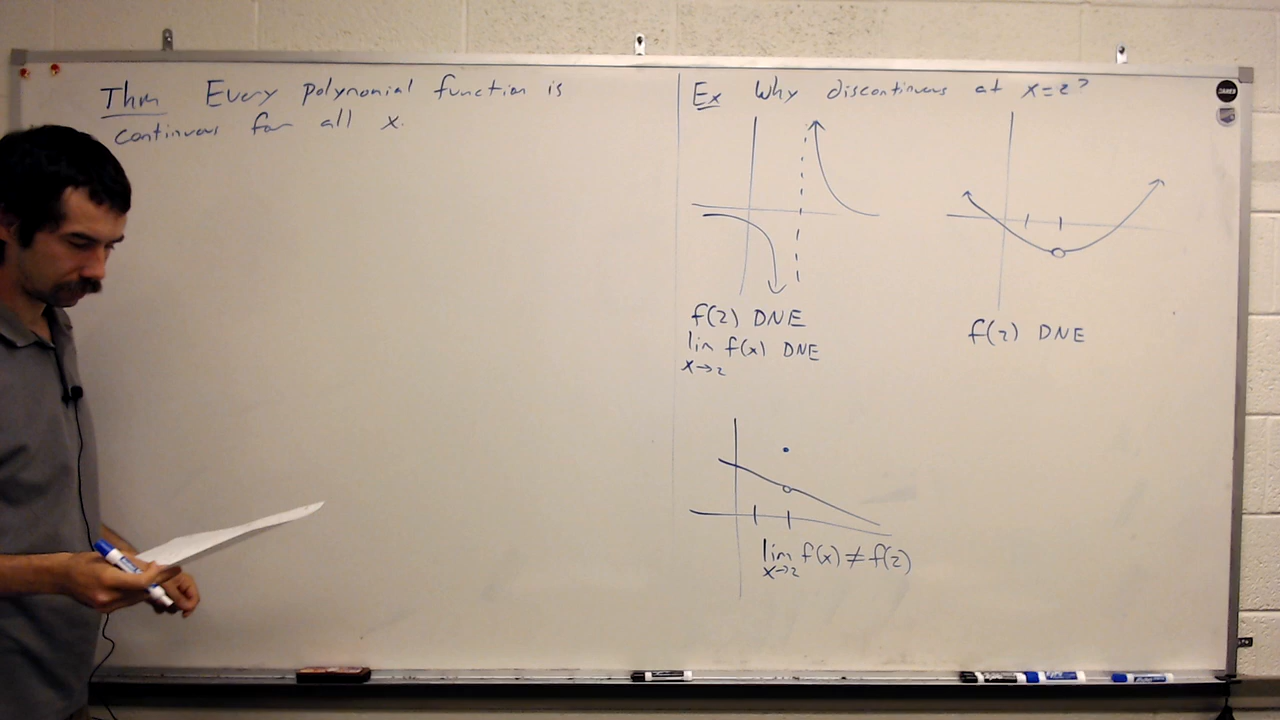 Thm Every polynomial function is
continuous for all x.
Ex Why discontinuous at x=2?
f(2) DNE
lim f(x) DNE
x→2
f(2) DNE
lim f(x) ≠ f(2)
x→2